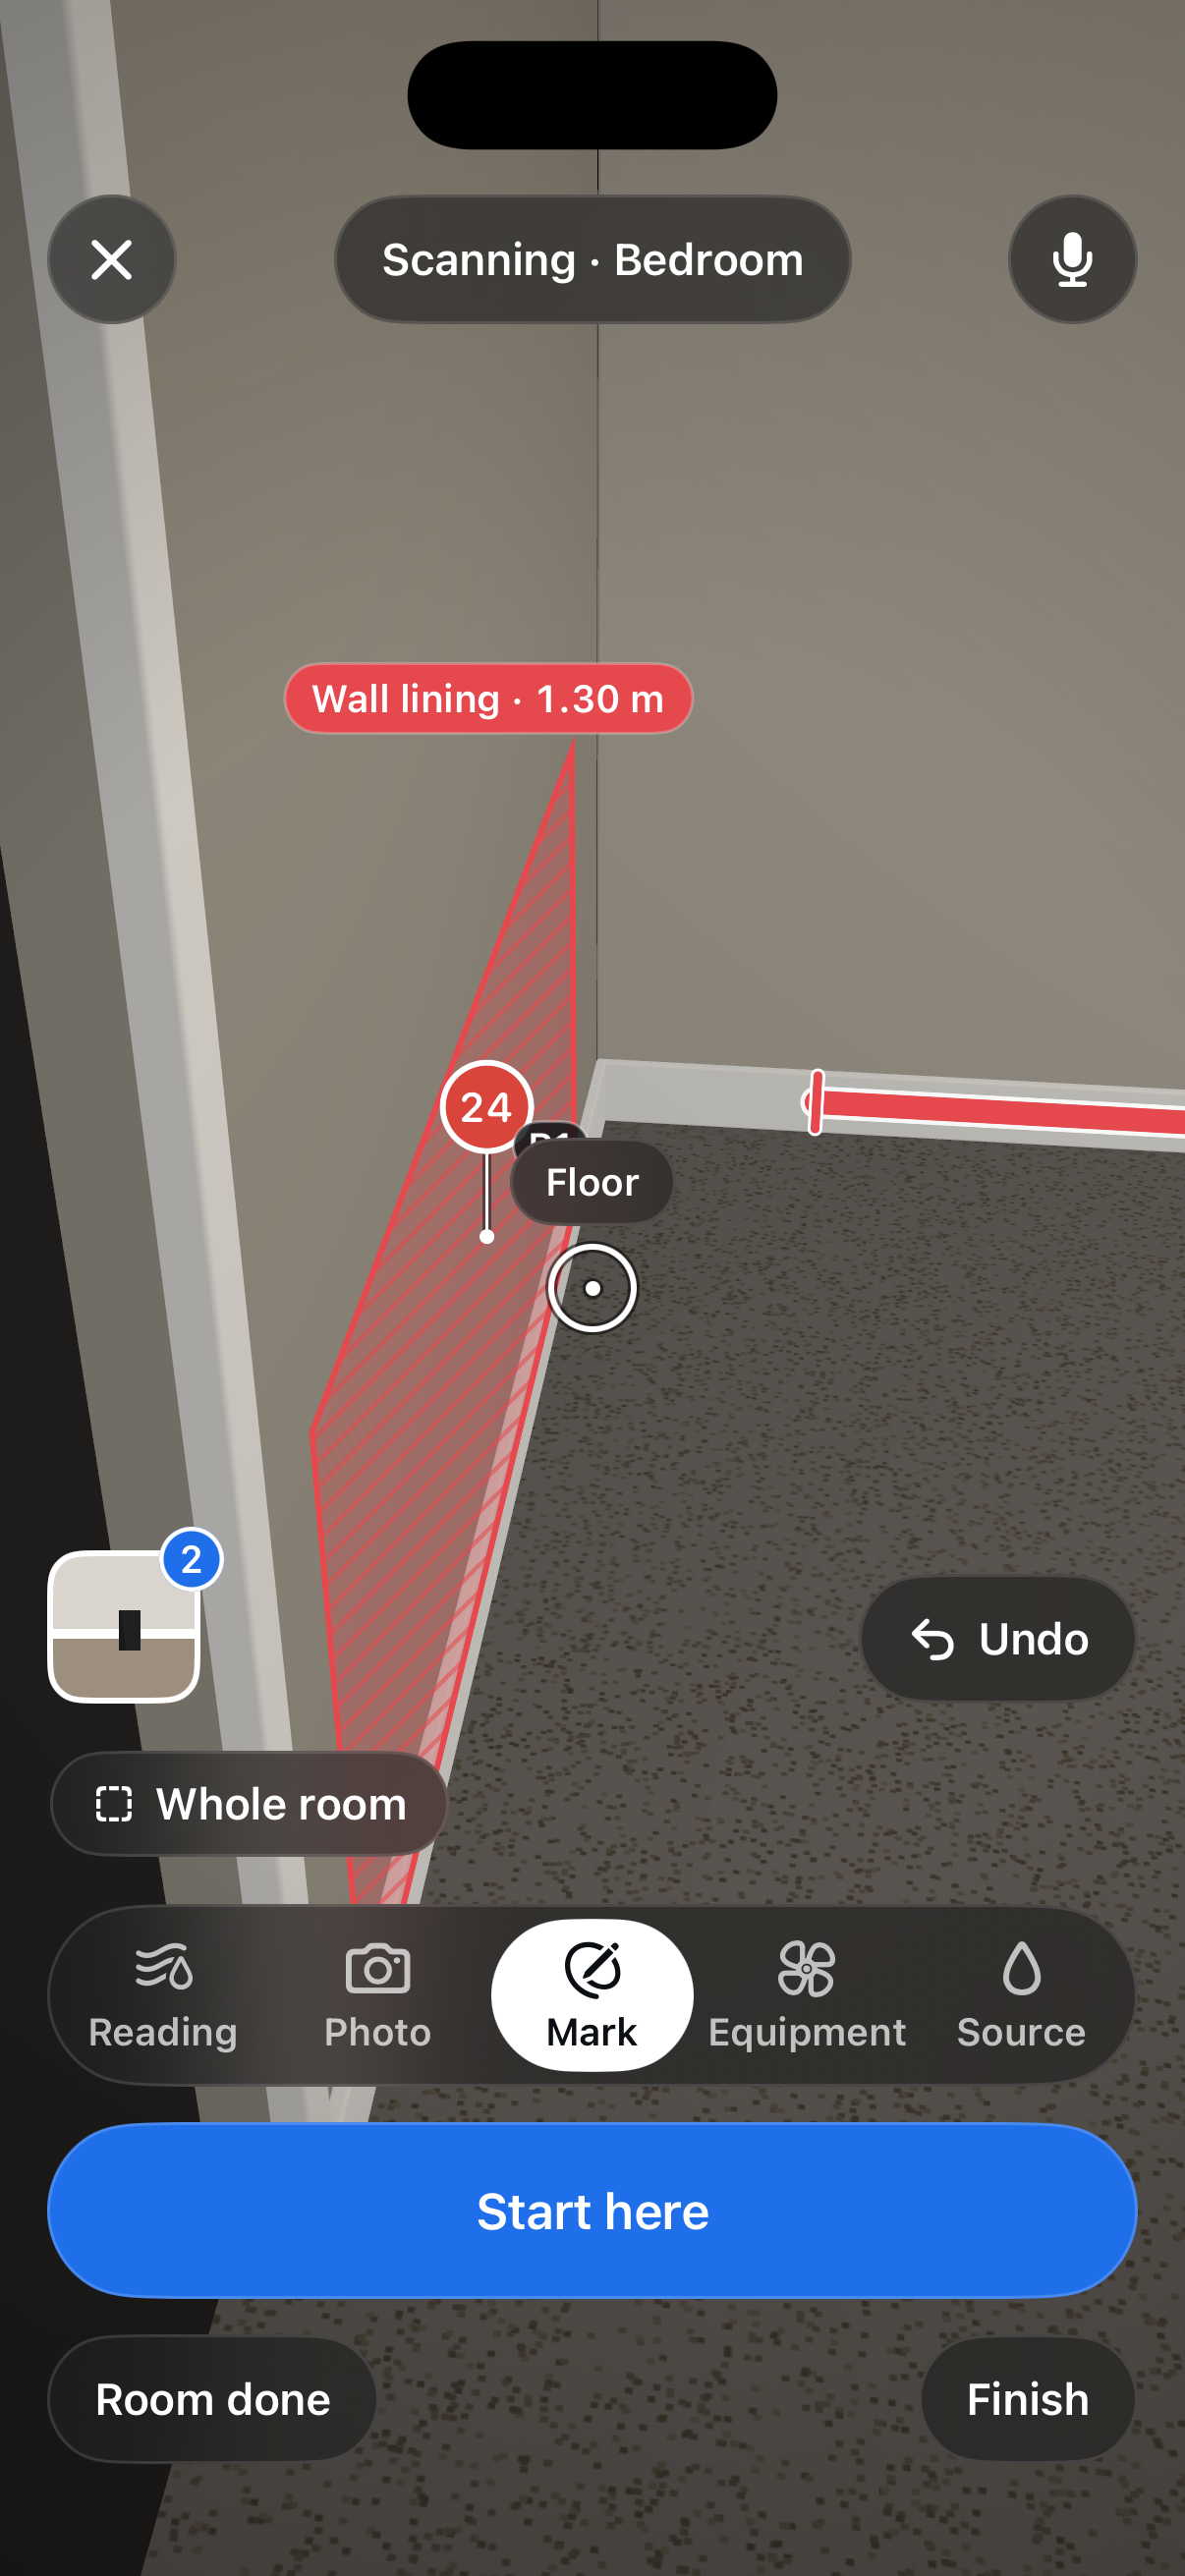 Scanning · Bedroom
Wall lining · 1.30 m
24
Floor
2
Undo
Whole room
Reading
Photo
Mark
Equipment
Source
Start here
Room done
Finish